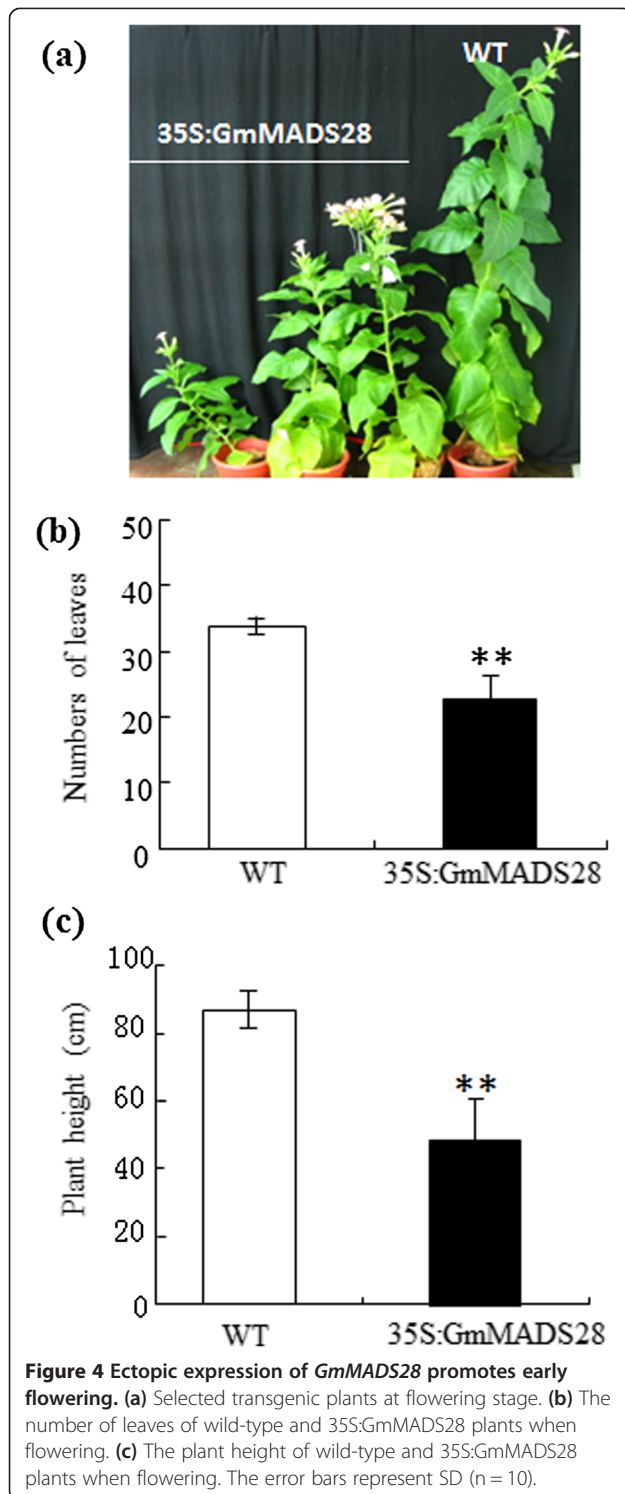 (a)
WT
35S:GmMADS28
(b)
Numbers of leaves
50
40
30
20
10
0
**
WT
35S:GmMADS28
(c)
Plant height (cm)
100
80
60
40
20
0
**
WT
35S:GmMADS28
Figure 4 Ectopic expression of GmMADS28 promotes early
flowering. (a) Selected transgenic plants at flowering stage. (b) The
number of leaves of wild-type and 35S:GmMADS28 plants when
flowering. (c) The plant height of wild-type and 35S:GmMADS28
plants when flowering. The error bars represent SD (n = 10).